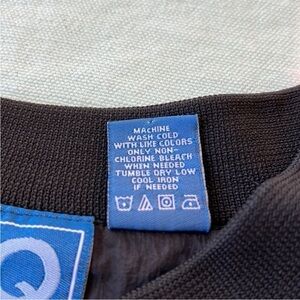 MACHINE
WASH COLD
WITH LIKE COLORS
ONLY NON-
CHLORINE BLEACH
WHEN NEEDED
TUMBLE DRY LOW
COOL IRON
IF NEEDED
Q